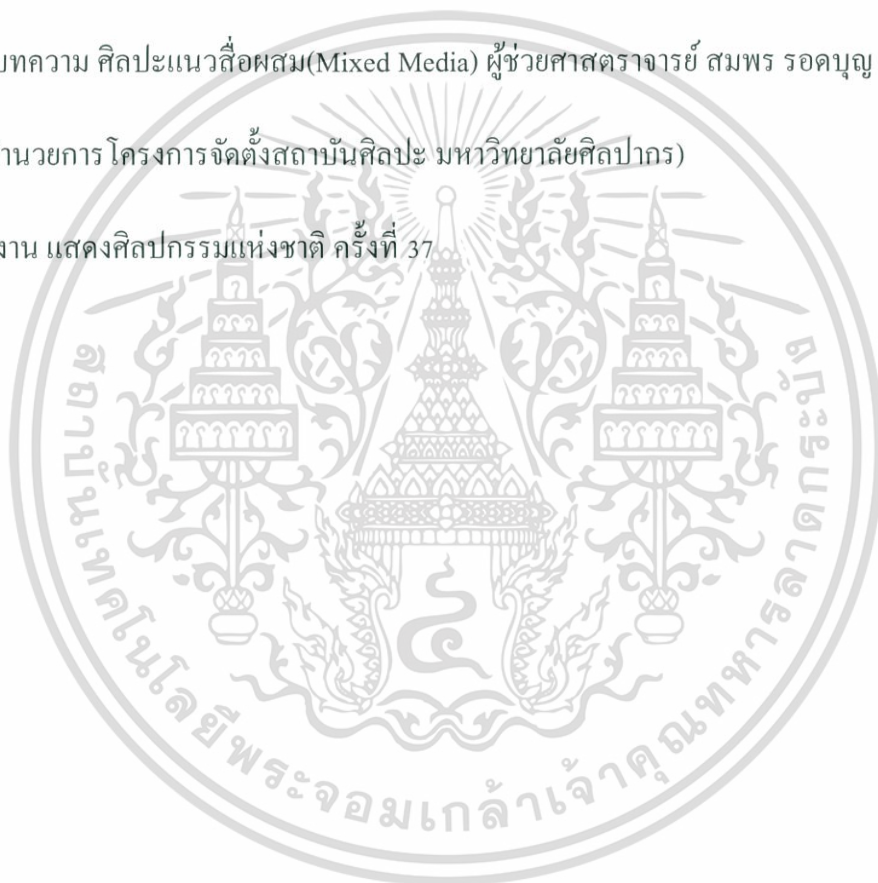 บทความ ศิลปะแนวสื่อผสม(Mixed Media) ผู้ช่วยศาสตราจารย์ สมพร รอดบุญ
อำนวยการโครงการจัดตั้งสถาบันศิลปะ มหาวิทยาลัยศิลปากร)
งาน แสดงศิลปกรรมแห่งชาติ ครั้งที่ 37
สถาบันเทคโนโลยีพระจอมเกล้าเจ้าคุณทหารลาดกระบัง